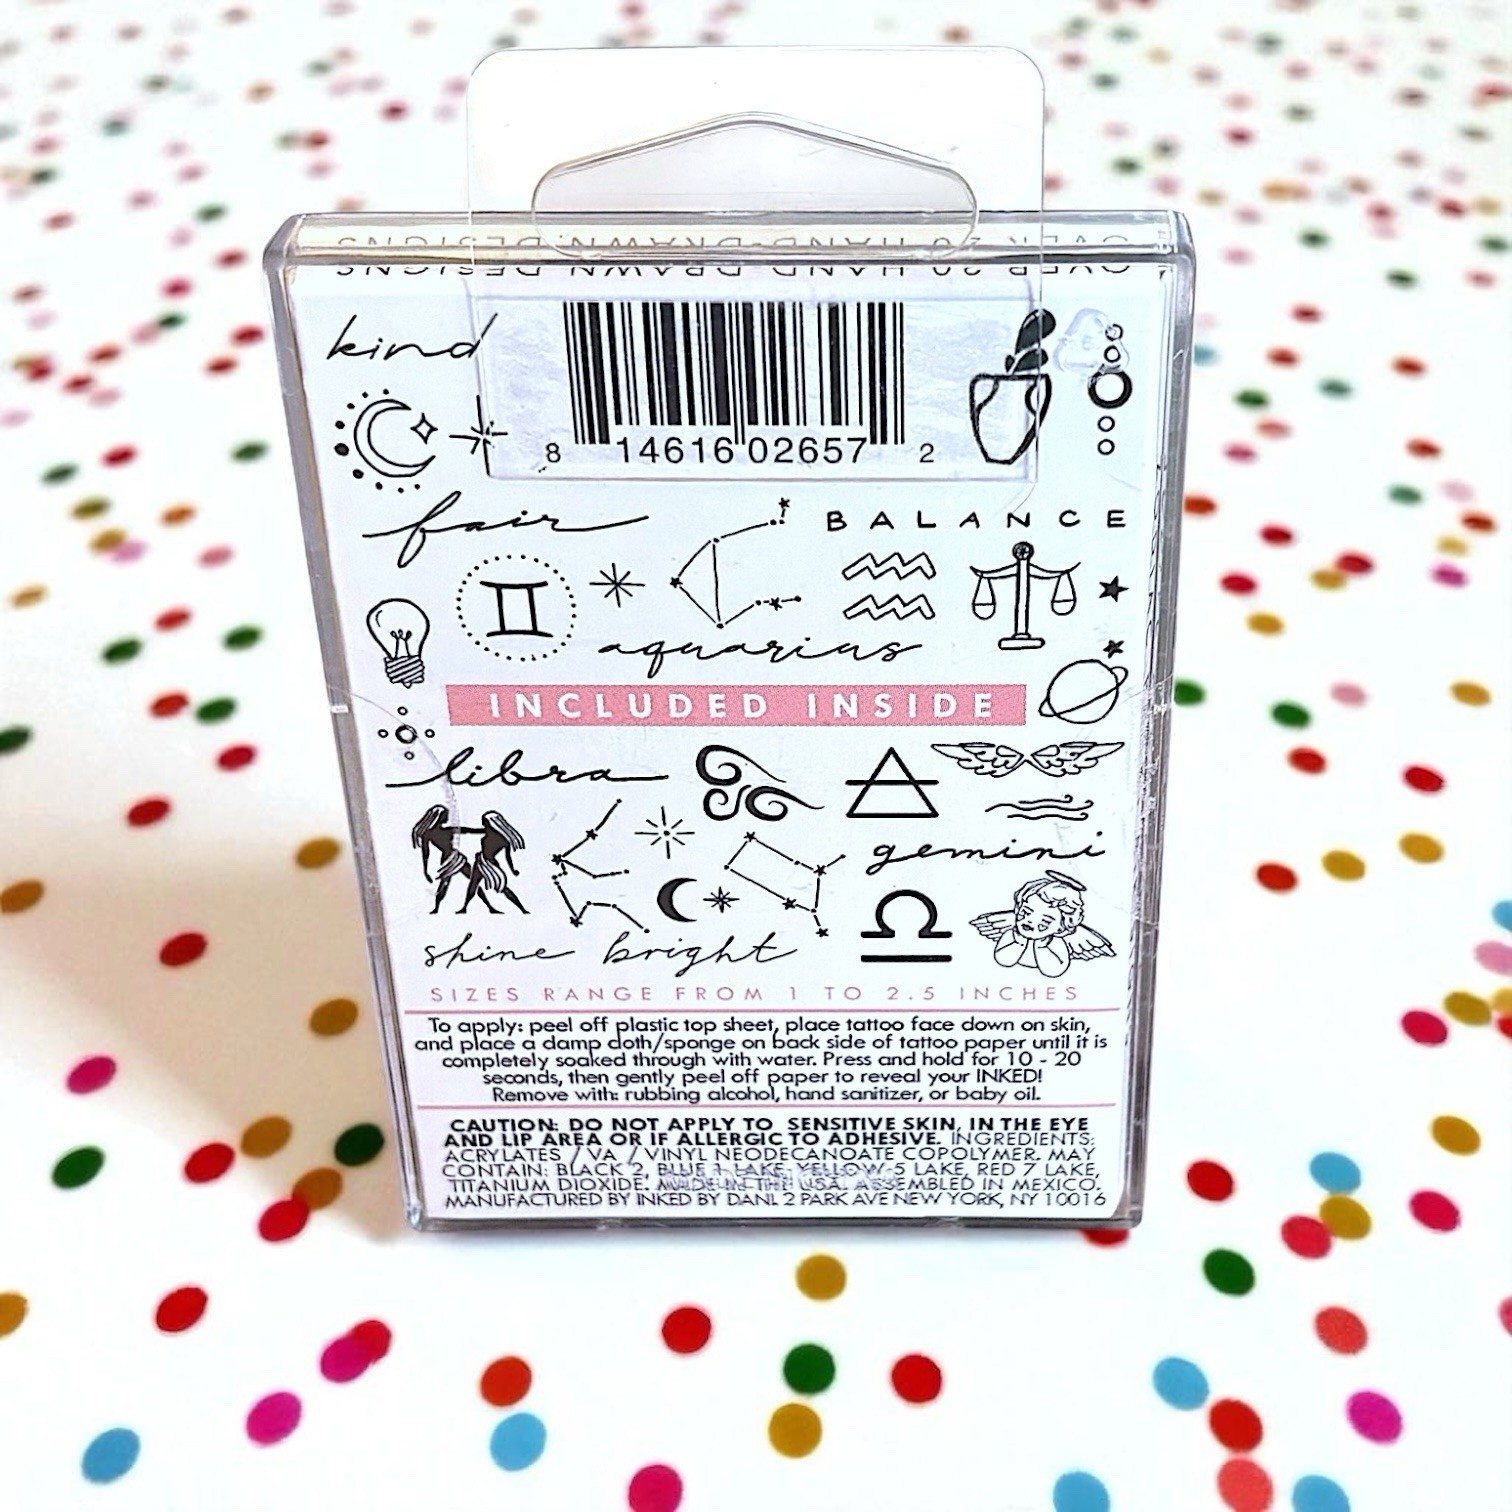 OVER 20 HAND-DRAWN DESIGNS
kind
8 14616 02657 2
fair
BALANCE
aquarius
INCLUDED INSIDE
libra
gemini
shine bright
SIZES RANGE FROM 1 TO 2.5 INCHES
To apply: peel off plastic top sheet, place tattoo face down on skin,
and place a damp cloth/sponge on back side of tattoo paper until it is
completely soaked through with water. Press and hold for 10 - 20
seconds, then gently peel off paper to reveal your INKED!
Remove with: rubbing alcohol, hand sanitizer, or baby oil.
CAUTION: DO NOT APPLY TO SENSITIVE SKIN, IN THE EYE
AND LIP AREA OR IF ALLERGIC TO ADHESIVE. INGREDIENTS:
ACRYLATES / VA / VINYL NEODECANOATE COPOLYMER. MAY
CONTAIN: BLACK 2, BLUE 1 LAKE, YELLOW 5 LAKE, RED 7 LAKE,
TITANIUM DIOXIDE. MADE IN THE USA. ASSEMBLED IN MEXICO.
MANUFACTURED BY INKED BY DANI. 2 PARK AVE NEW YORK, NY 10016